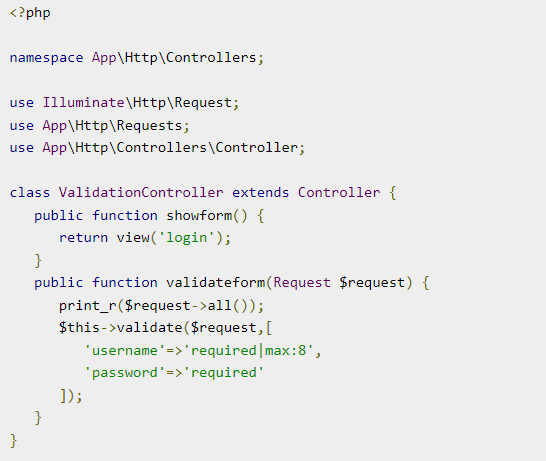 <?php
namespace App\Http\Controllers;
use Illuminate\Http\Request;
use App\Http\Requests;
use App\Http\Controllers\Controller;
class ValidationController extends Controller {
   public function showform() {
      return view('login');
   }
   public function validateform(Request $request) {
      print_r($request->all());
      $this->validate($request,[
         'username'=>'required|max:8',
         'password'=>'required'
      ]);
   }
}